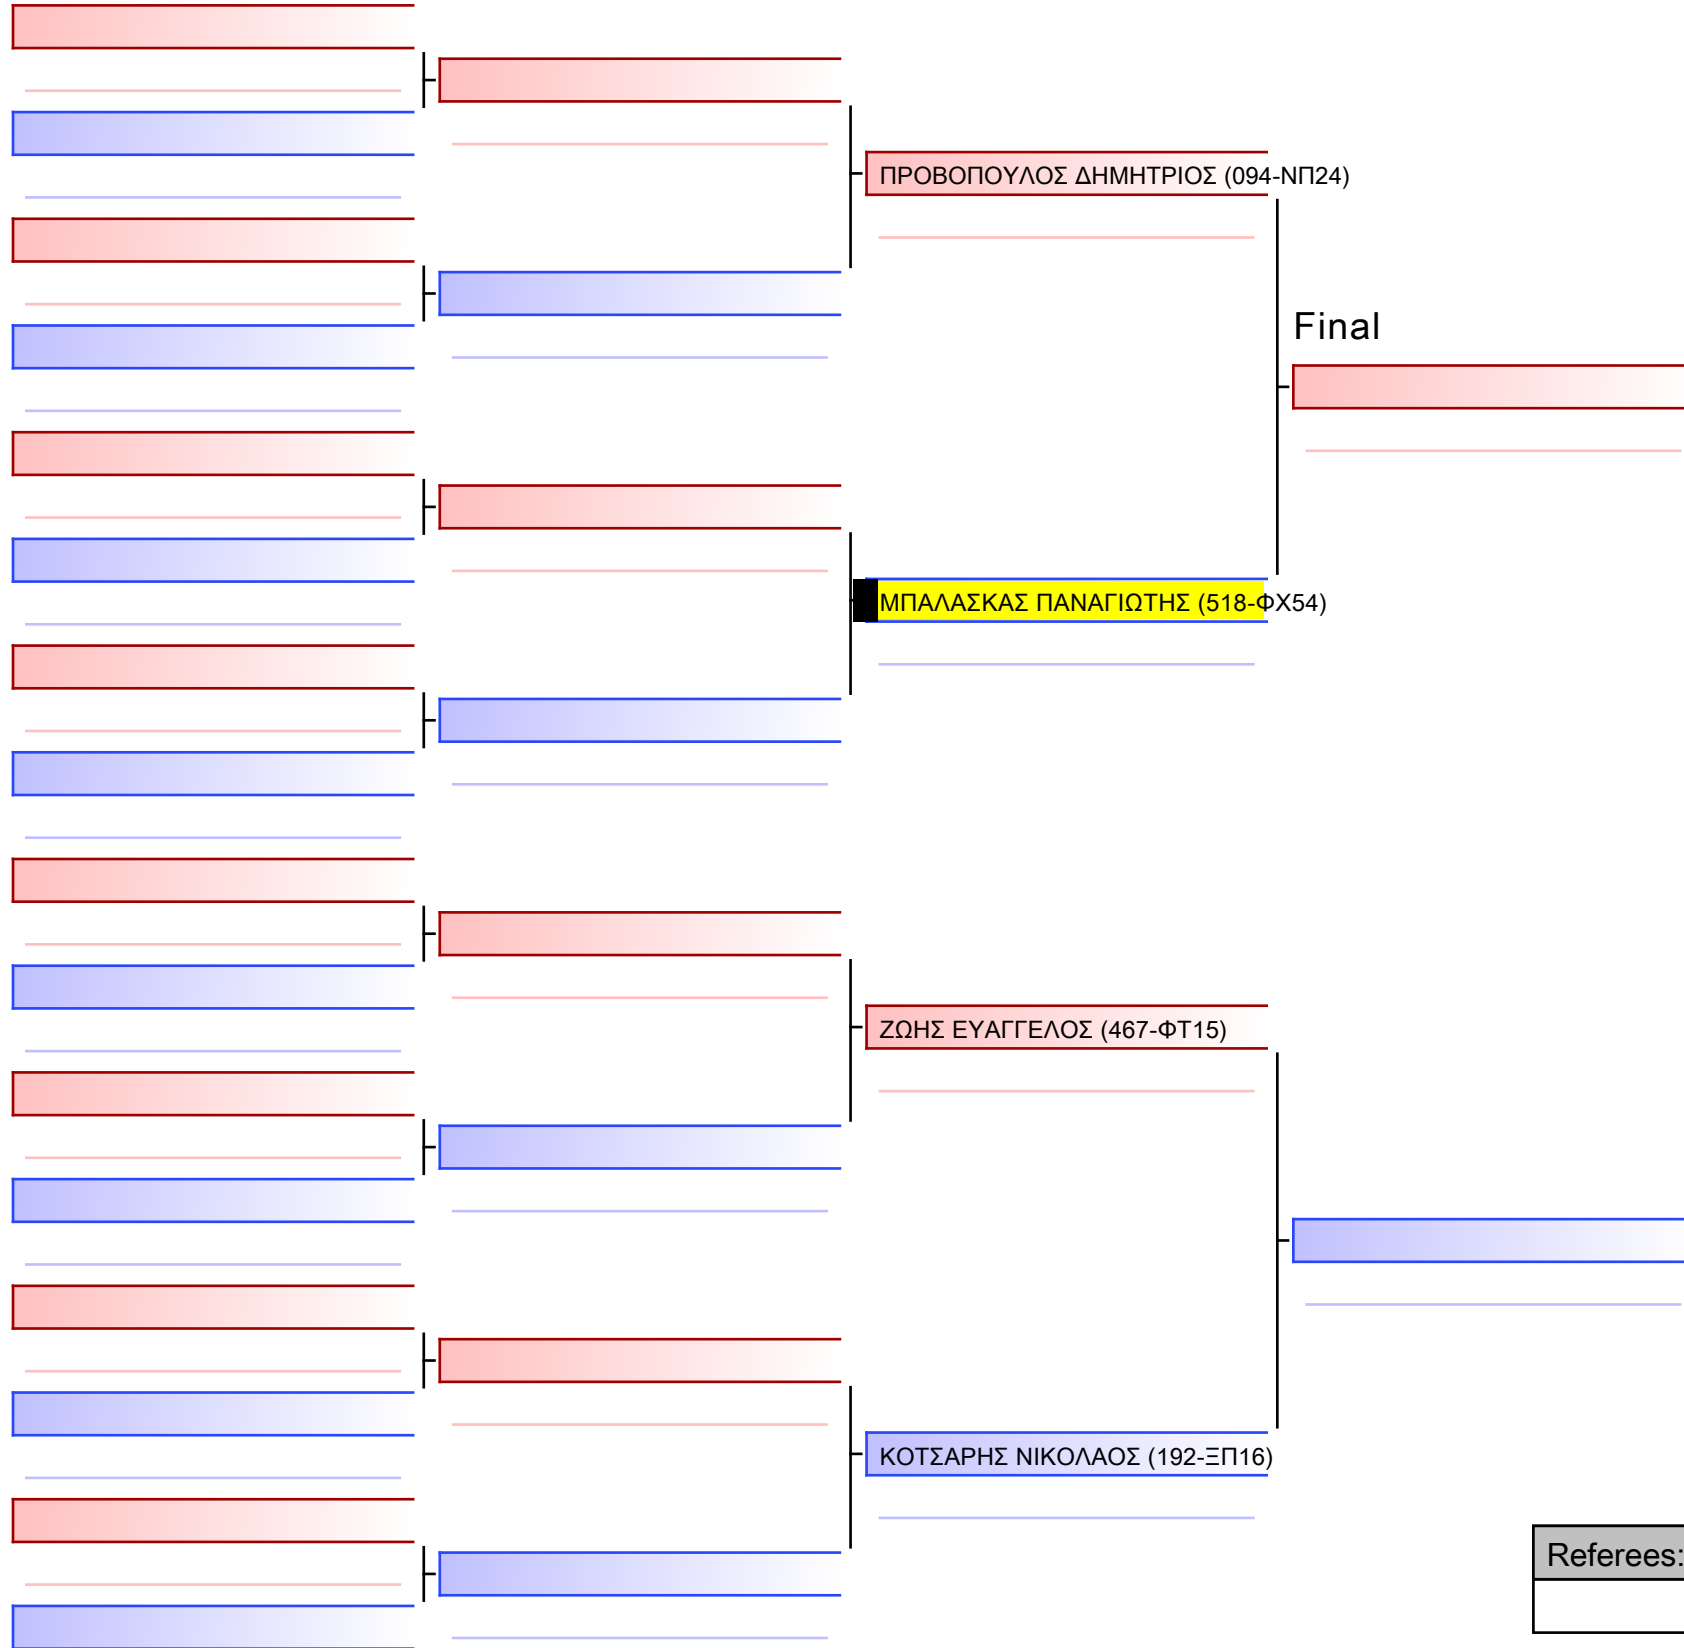 ΠΡΟΒΟΠΟΥΛΟΣ ΔΗΜΗΤΡΙΟΣ (094-ΝΠ24)
Final
ΜΠΑΛΑΣΚΑΣ ΠΑΝΑΓΙΩΤΗΣ (518-ΦΧ54)
ΖΩΗΣ ΕΥΑΓΓΕΛΟΣ (467-ΦΤ15)
ΚΟΤΣΑΡΗΣ ΝΙΚΟΛΑΟΣ (192-ΞΠ16)
Referees: